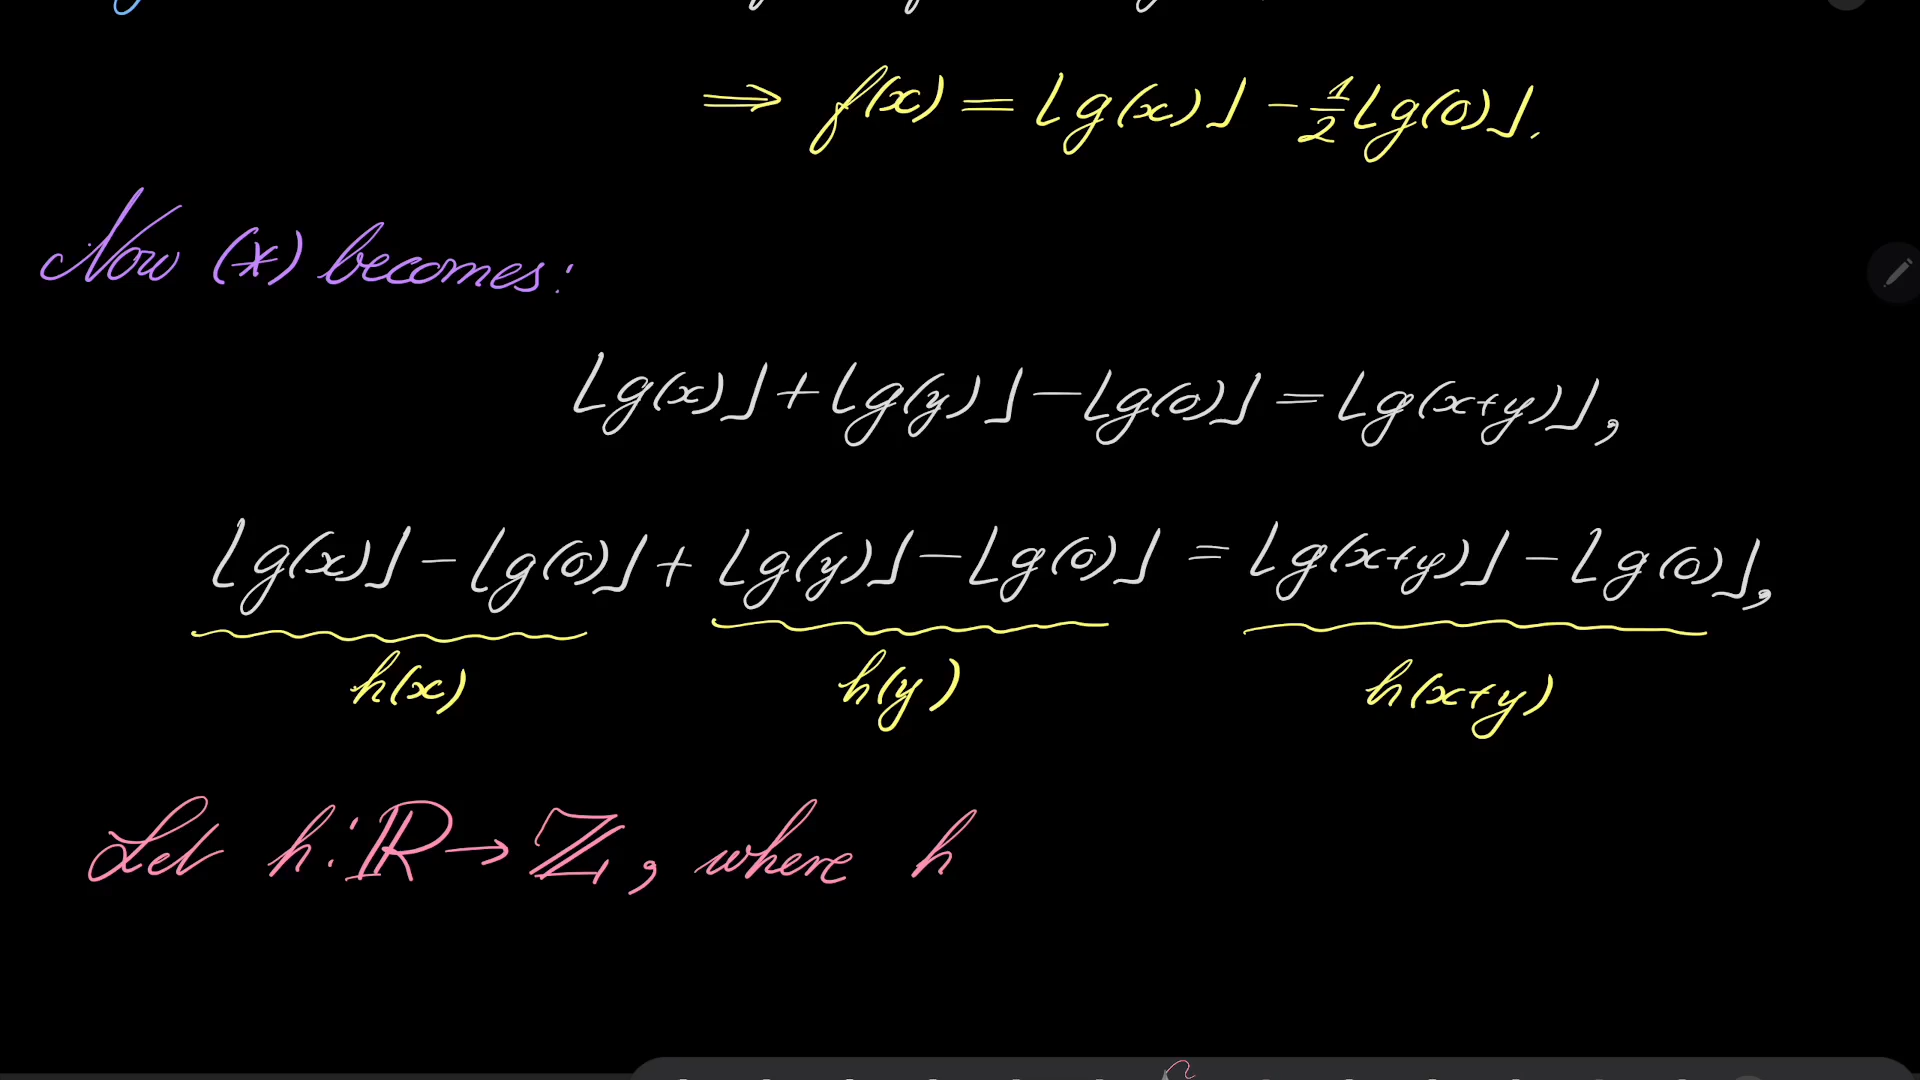 ⟹ f(x) = ⌊g(x)⌋ - ½⌊g(0)⌋.
Now (*) becomes:
⌊g(x)⌋ + ⌊g(y)⌋ - ⌊g(0)⌋ = ⌊g(x+y)⌋,
⌊g(x)⌋ - ⌊g(0)⌋ + ⌊g(y)⌋ - ⌊g(0)⌋ = ⌊g(x+y)⌋ - ⌊g(0)⌋,
h(x) h(y) h(x+y)
Let h: ℝ → ℤ, where h